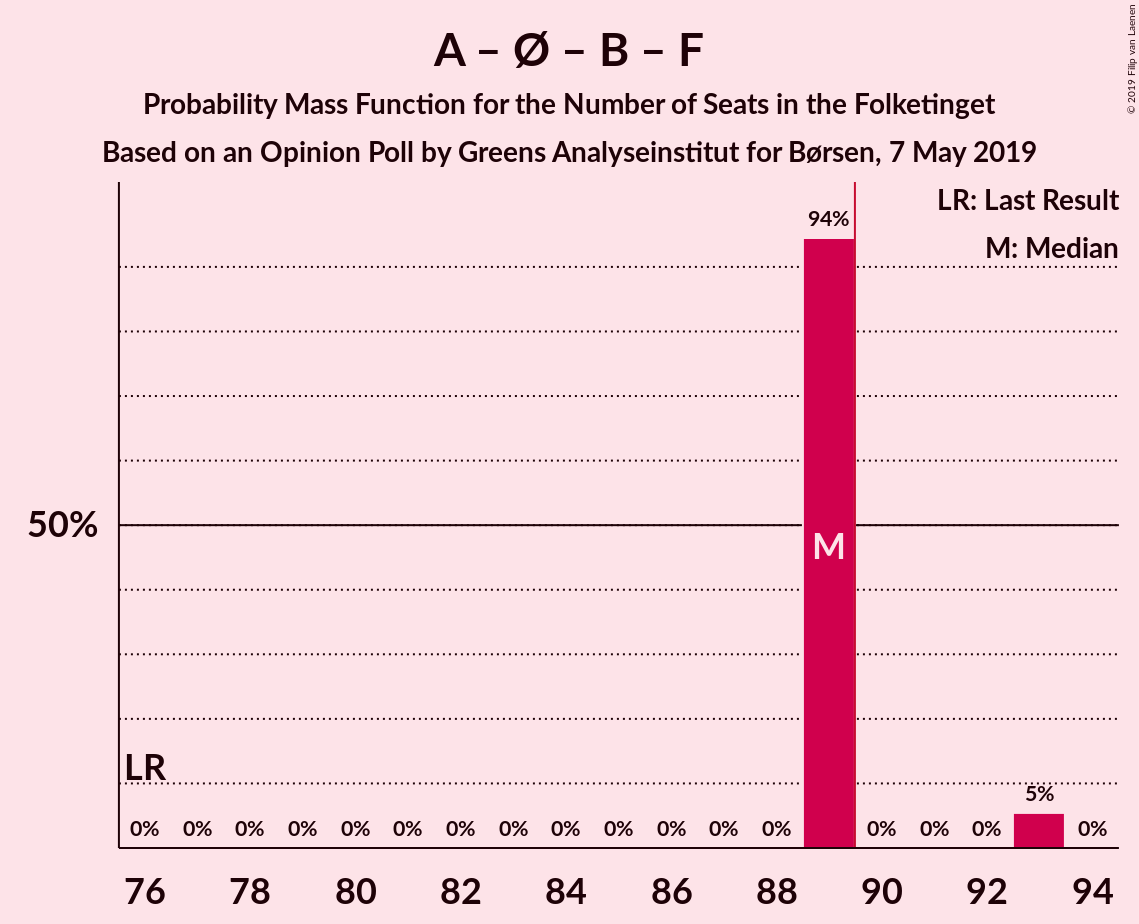 A – Ø – B – F
Probability Mass Function for the Number of Seats in the Folketinget
Based on an Opinion Poll by Greens Analyseinstitut for Børsen, 7 May 2019
© 2019 Filip van Laenen
LR: Last Result
M: Median
94%
50%
M
LR
5%
0% 0% 0% 0% 0% 0% 0% 0% 0% 0% 0% 0% 0% 0% 0% 0% 0%
76 78 80 82 84 86 88 90 92 94